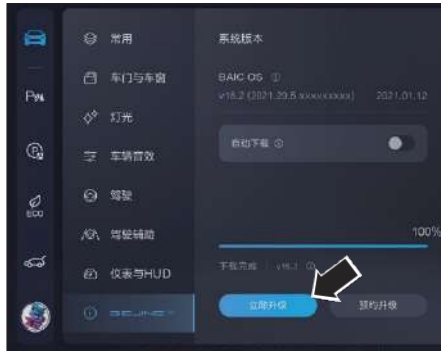 常用
车门与车窗
灯光
车辆音效
驾驶
驾驶辅助
仪表与HUD
BEIJING
ECO
系统版本
BAIC OS
2021.01.12
自动下载
100%
下载完成
立即升级
预约升级